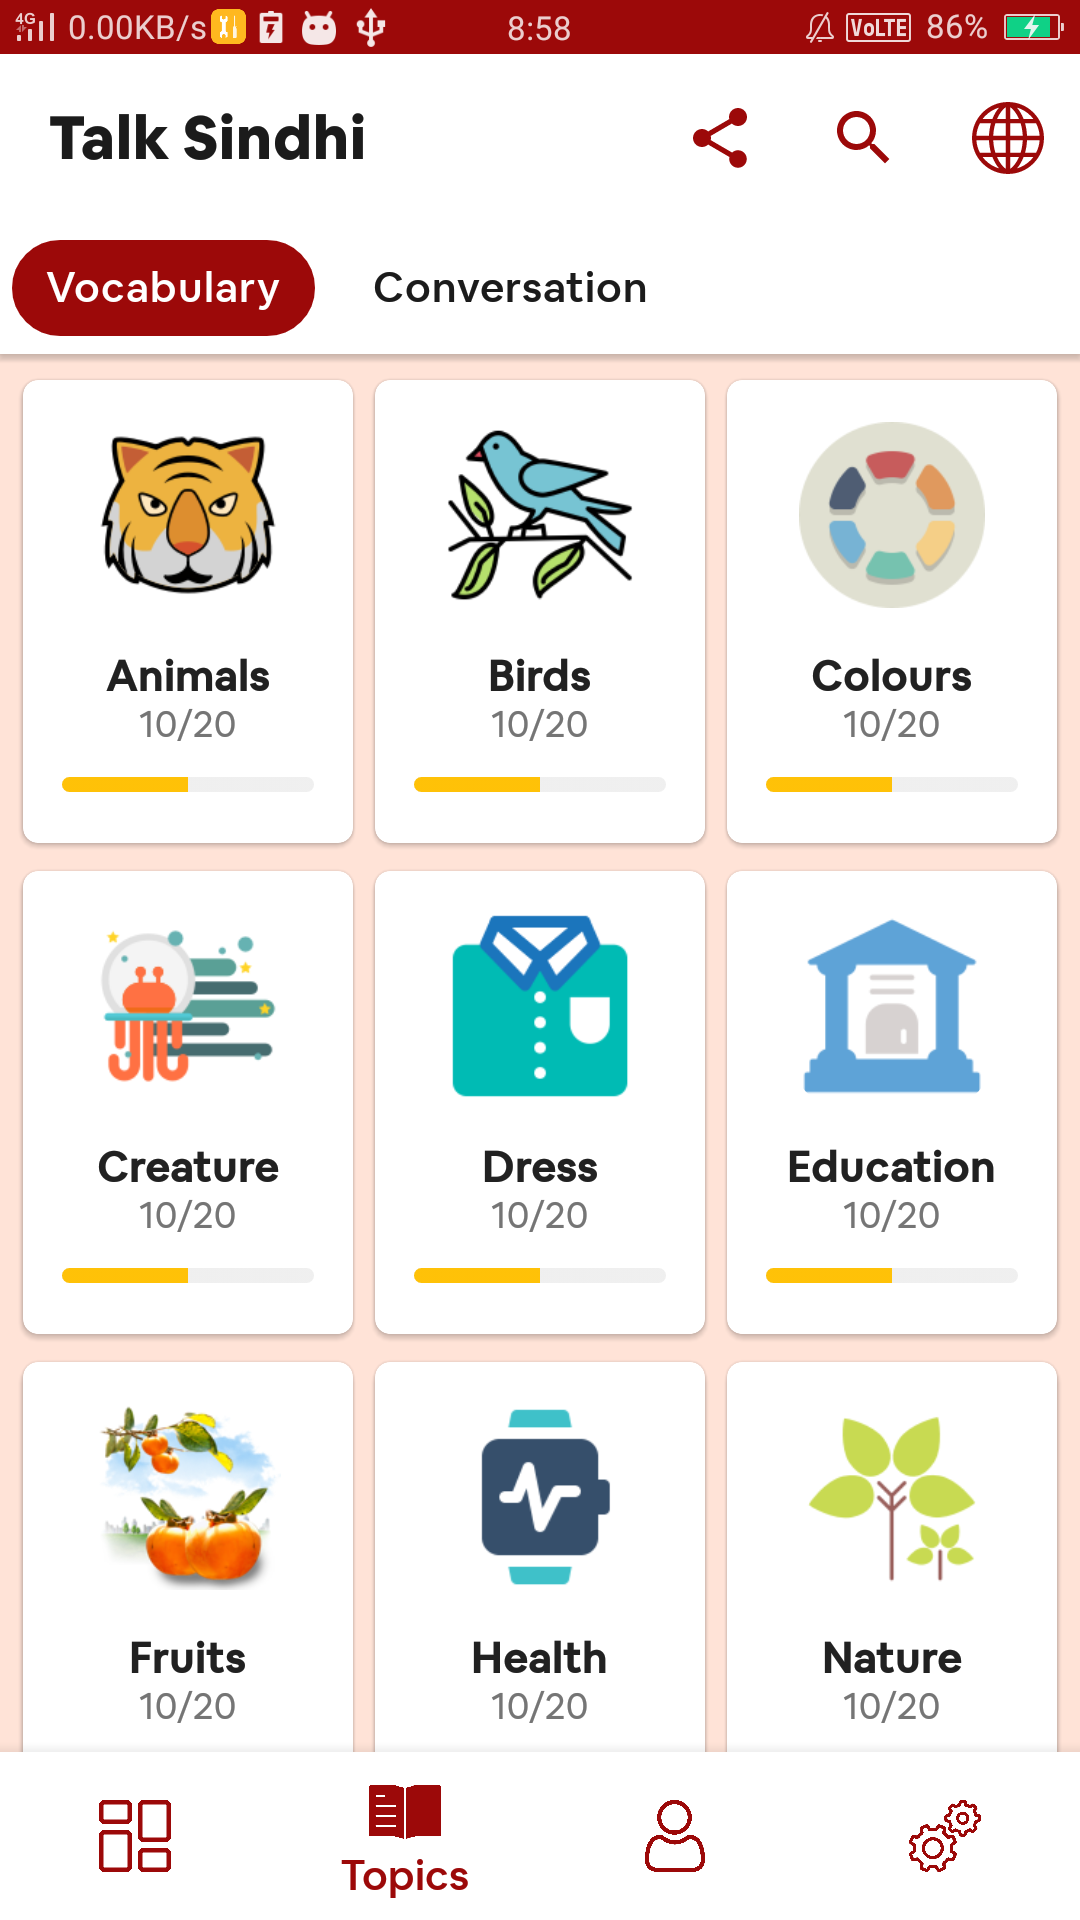 4G 0.00KB/s 8:58 VoLTE 86%
Talk Sindhi
Vocabulary Conversation
Animals Birds Colours
10/20 10/20 10/20
Creature Dress Education
10/20 10/20 10/20
Fruits Health Nature
10/20 10/20 10/20
Topics